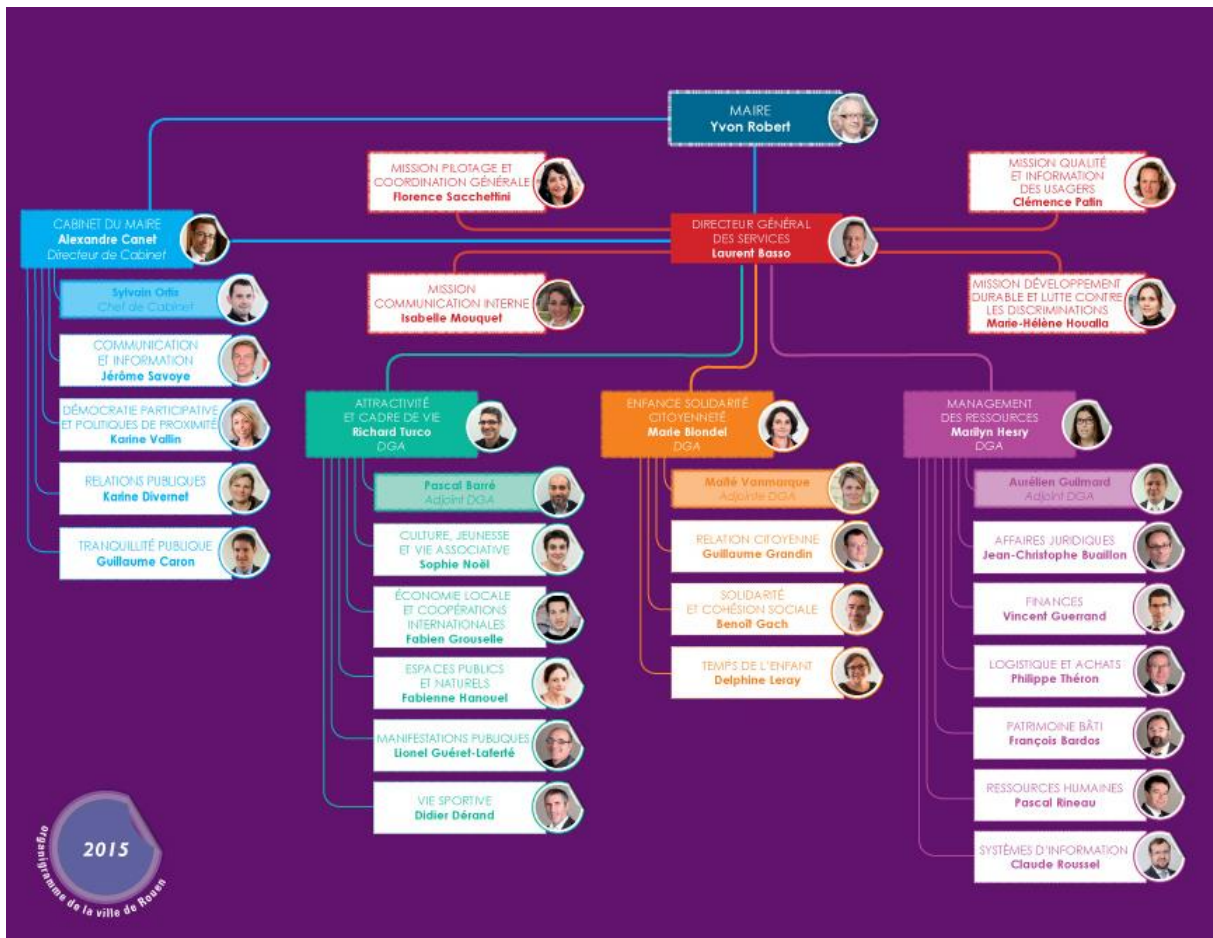 MAIRE
Yvon Robert
MISSION PILOTAGE ET
COORDINATION GÉNÉRALE
Florence Sacchettini
MISSION QUALITÉ
ET INFORMATION
DES USAGERS
Clémence Patin
CABINET DU MAIRE
Alexandre Canet
Directeur de Cabinet
DIRECTEUR GÉNÉRAL
DES SERVICES
Laurent Basso
Sylvain Ortiz
Chef de Cabinet
MISSION
COMMUNICATION INTERNE
Isabelle Mouquet
MISSION DÉVELOPPEMENT
DURABLE ET LUTTE CONTRE
LES DISCRIMINATIONS
Marie-Hélène Houalla
COMMUNICATION
ET INFORMATION
Jérôme Savoye
DÉMOCRATIE PARTICIPATIVE
ET POLITIQUES DE PROXIMITÉ
Karine Vallin
RELATIONS PUBLIQUES
Karine Divernet
TRANQUILLITÉ PUBLIQUE
Guillaume Caron
ATTRACTIVITÉ
ET CADRE DE VIE
Richard Turco
DGA
Pascal Barré
Adjoint DGA
CULTURE, JEUNESSE
ET VIE ASSOCIATIVE
Sophie Noël
ÉCONOMIE LOCALE
ET COOPÉRATIONS
INTERNATIONALES
Fabien Grouselle
ESPACES PUBLICS
ET NATURELS
Fabienne Hanouel
MANIFESTATIONS PUBLIQUES
Lionel Guéret-Laferté
VIE SPORTIVE
Didier Dérand
ENFANCE SOLIDARITÉ
CITOYENNETÉ
Marie Blondel
DGA
Maïté Vanmarque
Adjointe DGA
RELATION CITOYENNE
Guillaume Grandin
SOLIDARITÉ
ET COHÉSION SOCIALE
Benoît Gach
TEMPS DE L'ENFANT
Delphine Leray
MANAGEMENT
DES RESSOURCES
Marilyn Hesry
DGA
Aurélien Guilmard
Adjoint DGA
AFFAIRES JURIDIQUES
Jean-Christophe Buaillon
FINANCES
Vincent Guerrand
LOGISTIQUE ET ACHATS
Philippe Théron
PATRIMOINE BÂTI
François Bardos
RESSOURCES HUMAINES
Pascal Rineau
SYSTÈMES D'INFORMATION
Claude Roussel
2015
organigramme de la ville de Rouen